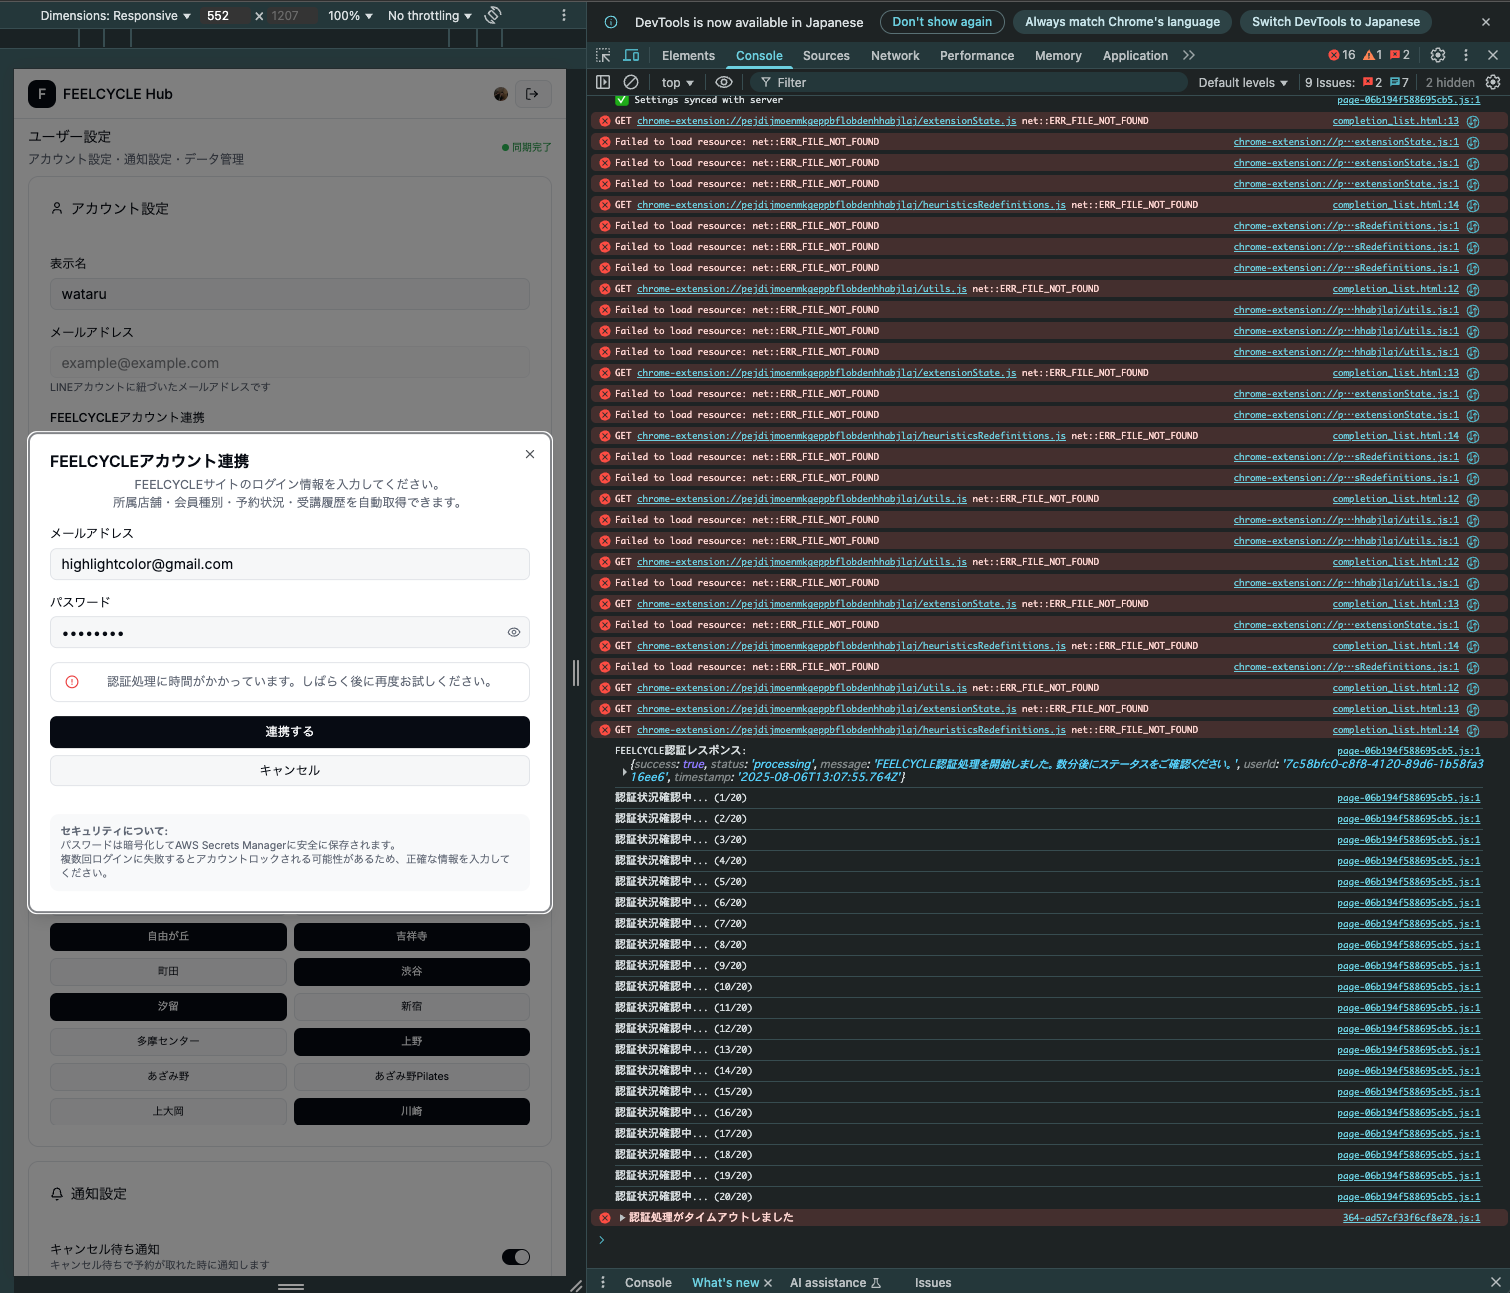 Dimensions: Responsive ▼ 552 x 1207 100% ▼ No throttling ▼
F FEELCYCLE Hub
ユーザー設定
アカウント設定・通知設定・データ管理
同期完了
アカウント設定
表示名
wataru
メールアドレス
example@example.com
LINEアカウントに紐づいたメールアドレスです
FEELCYCLEアカウント連携
FEELCYCLEアカウント連携
FEELCYCLEサイトのログイン情報を入力してください。
所属店舗・会員種別・予約状況・受講履歴を自動取得できます。
メールアドレス
highlightcolor@gmail.com
パスワード
••••••••
認証処理に時間がかかっています。しばらく後に再度お試しください。
連携する
キャンセル
セキュリティについて:
パスワードは暗号化してAWS Secrets Managerに安全に保存されます。
複数回ログインに失敗するとアカウントロックされる可能性があるため、正確な情報を入力して
ください。
自由が丘 吉祥寺
町田 渋谷
汐留 新宿
多摩センター 上野
あざみ野 あざみ野Pilates
上大岡 川崎
通知設定
キャンセル待ち通知
キャンセル待ちで予約が取れた時に通知します
DevTools is now available in Japanese Don't show again Always match Chrome's language Switch DevTools to Japanese
Elements Console Sources Network Performance Memory Application 16 1 2
top ▼ Filter Default levels ▼ 9 Issues: 2 7 2 hidden
Settings synced with server page-06b194f588695cb5.js:1
GET chrome-extension://pejdijmoenmkgeppbflobdenhhabjlaj/extensionState.js net::ERR_FILE_NOT_FOUND completion_list.html:13
Failed to load resource: net::ERR_FILE_NOT_FOUND chrome-extension://p…extensionState.js:1
Failed to load resource: net::ERR_FILE_NOT_FOUND chrome-extension://p…extensionState.js:1
Failed to load resource: net::ERR_FILE_NOT_FOUND chrome-extension://p…extensionState.js:1
GET chrome-extension://pejdijmoenmkgeppbflobdenhhabjlaj/heuristicsRedefinitions.js net::ERR_FILE_NOT_FOUND completion_list.html:14
Failed to load resource: net::ERR_FILE_NOT_FOUND chrome-extension://p…sRedefinitions.js:1
Failed to load resource: net::ERR_FILE_NOT_FOUND chrome-extension://p…sRedefinitions.js:1
Failed to load resource: net::ERR_FILE_NOT_FOUND chrome-extension://p…sRedefinitions.js:1
GET chrome-extension://pejdijmoenmkgeppbflobdenhhabjlaj/utils.js net::ERR_FILE_NOT_FOUND completion_list.html:12
Failed to load resource: net::ERR_FILE_NOT_FOUND chrome-extension://p…hhabjlaj/utils.js:1
Failed to load resource: net::ERR_FILE_NOT_FOUND chrome-extension://p…hhabjlaj/utils.js:1
Failed to load resource: net::ERR_FILE_NOT_FOUND chrome-extension://p…hhabjlaj/utils.js:1
GET chrome-extension://pejdijmoenmkgeppbflobdenhhabjlaj/extensionState.js net::ERR_FILE_NOT_FOUND completion_list.html:13
Failed to load resource: net::ERR_FILE_NOT_FOUND chrome-extension://p…extensionState.js:1
Failed to load resource: net::ERR_FILE_NOT_FOUND chrome-extension://p…extensionState.js:1
GET chrome-extension://pejdijmoenmkgeppbflobdenhhabjlaj/heuristicsRedefinitions.js net::ERR_FILE_NOT_FOUND completion_list.html:14
Failed to load resource: net::ERR_FILE_NOT_FOUND chrome-extension://p…sRedefinitions.js:1
Failed to load resource: net::ERR_FILE_NOT_FOUND chrome-extension://p…sRedefinitions.js:1
GET chrome-extension://pejdijmoenmkgeppbflobdenhhabjlaj/utils.js net::ERR_FILE_NOT_FOUND completion_list.html:12
Failed to load resource: net::ERR_FILE_NOT_FOUND chrome-extension://p…hhabjlaj/utils.js:1
Failed to load resource: net::ERR_FILE_NOT_FOUND chrome-extension://p…hhabjlaj/utils.js:1
GET chrome-extension://pejdijmoenmkgeppbflobdenhhabjlaj/utils.js net::ERR_FILE_NOT_FOUND completion_list.html:12
Failed to load resource: net::ERR_FILE_NOT_FOUND chrome-extension://p…hhabjlaj/utils.js:1
GET chrome-extension://pejdijmoenmkgeppbflobdenhhabjlaj/extensionState.js net::ERR_FILE_NOT_FOUND completion_list.html:13
Failed to load resource: net::ERR_FILE_NOT_FOUND chrome-extension://p…extensionState.js:1
GET chrome-extension://pejdijmoenmkgeppbflobdenhhabjlaj/heuristicsRedefinitions.js net::ERR_FILE_NOT_FOUND completion_list.html:14
Failed to load resource: net::ERR_FILE_NOT_FOUND chrome-extension://p…sRedefinitions.js:1
GET chrome-extension://pejdijmoenmkgeppbflobdenhhabjlaj/utils.js net::ERR_FILE_NOT_FOUND completion_list.html:12
GET chrome-extension://pejdijmoenmkgeppbflobdenhhabjlaj/extensionState.js net::ERR_FILE_NOT_FOUND completion_list.html:13
GET chrome-extension://pejdijmoenmkgeppbflobdenhhabjlaj/heuristicsRedefinitions.js net::ERR_FILE_NOT_FOUND completion_list.html:14
FEELCYCLE認証レスポンス: page-06b194f588695cb5.js:1
{success: true, status: 'processing', message: 'FEELCYCLE認証処理を開始しました。数分後にステータスをご確認ください。', userId: '7c58bfc0-c8f8-4120-89d6-1b58fa3
16ee6', timestamp: '2025-08-06T13:07:55.764Z'}
認証状況確認中... (1/20) page-06b194f588695cb5.js:1
認証状況確認中... (2/20) page-06b194f588695cb5.js:1
認証状況確認中... (3/20) page-06b194f588695cb5.js:1
認証状況確認中... (4/20) page-06b194f588695cb5.js:1
認証状況確認中... (5/20) page-06b194f588695cb5.js:1
認証状況確認中... (6/20) page-06b194f588695cb5.js:1
認証状況確認中... (7/20) page-06b194f588695cb5.js:1
認証状況確認中... (8/20) page-06b194f588695cb5.js:1
認証状況確認中... (9/20) page-06b194f588695cb5.js:1
認証状況確認中... (10/20) page-06b194f588695cb5.js:1
認証状況確認中... (11/20) page-06b194f588695cb5.js:1
認証状況確認中... (12/20) page-06b194f588695cb5.js:1
認証状況確認中... (13/20) page-06b194f588695cb5.js:1
認証状況確認中... (14/20) page-06b194f588695cb5.js:1
認証状況確認中... (15/20) page-06b194f588695cb5.js:1
認証状況確認中... (16/20) page-06b194f588695cb5.js:1
認証状況確認中... (17/20) page-06b194f588695cb5.js:1
認証状況確認中... (18/20) page-06b194f588695cb5.js:1
認証状況確認中... (19/20) page-06b194f588695cb5.js:1
認証状況確認中... (20/20) page-06b194f588695cb5.js:1
認証処理がタイムアウトしました 364-ad57cf33f6cf8e78.js:1
Console What's new AI assistance Issues